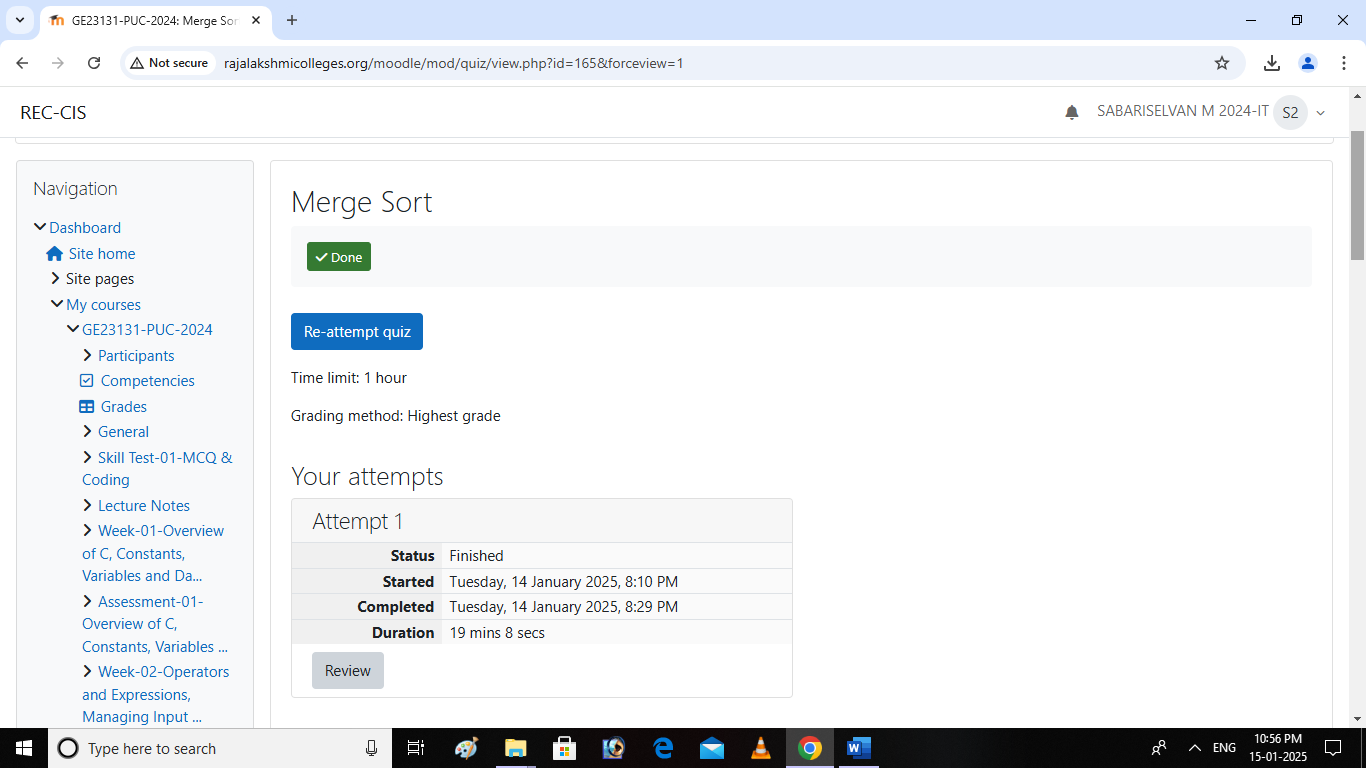 GE23131-PUC-2024: Merge Sor
Not secure
rajalakshmicolleges.org/moodle/mod/quiz/view.php?id=165&forceview=1
REC-CIS
SABARISELVAN M 2024-IT
S2
Navigation
Dashboard
Site home
Site pages
My courses
GE23131-PUC-2024
Participants
Competencies
Grades
General
Skill Test-01-MCQ &
Coding
Lecture Notes
Week-01-Overview
of C, Constants,
Variables and Da...
Assessment-01-
Overview of C,
Constants, Variables ...
Week-02-Operators
and Expressions,
Managing Input ...
Merge Sort
Done
Re-attempt quiz
Time limit: 1 hour
Grading method: Highest grade
Your attempts
Attempt 1
Status Finished
Started Tuesday, 14 January 2025, 8:10 PM
Completed Tuesday, 14 January 2025, 8:29 PM
Duration 19 mins 8 secs
Review
Type here to search
W
ENG
10:56 PM
15-01-2025